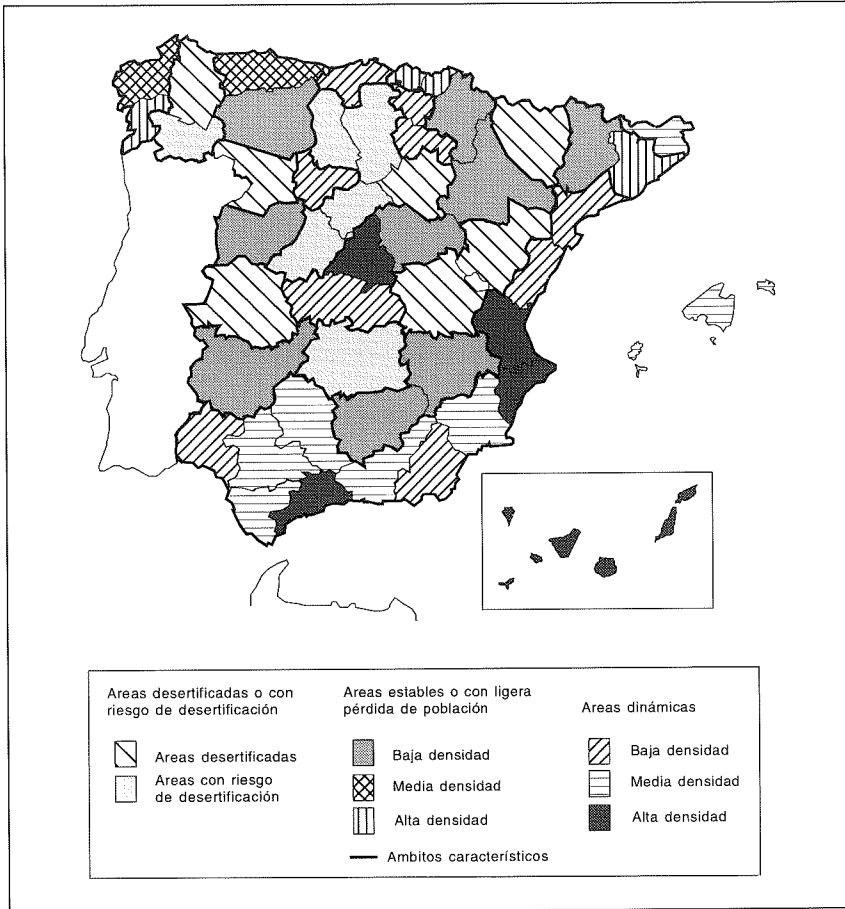 Areas desertificadas o con
riesgo de desertificación
Areas desertificadas
Areas con riesgo
de desertificación
Areas estables o con ligera
pérdida de población
Baja densidad
Media densidad
Alta densidad
Areas dinámicas
Baja densidad
Media densidad
Alta densidad
Ambitos característicos